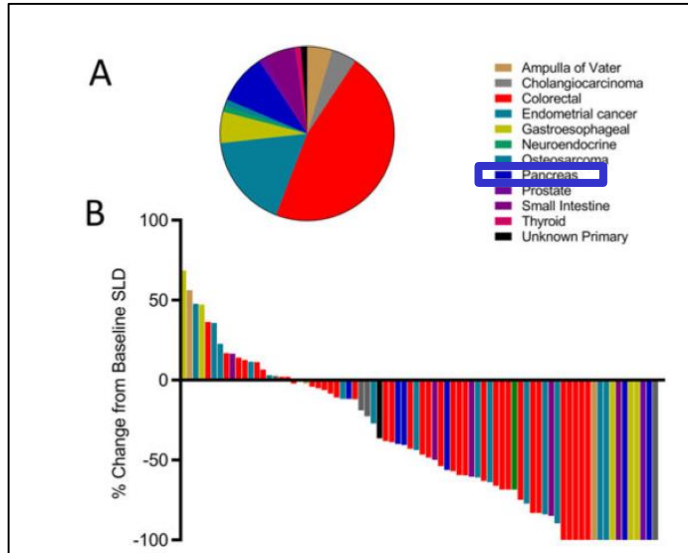 A
Ampulla of Vater
Cholangiocarcinoma
Colorectal
Endometrial cancer
Gastroesophageal
Neuroendocrine
Osteosarcoma
Pancreas
Prostate
Small Intestine
Thyroid
Unknown Primary
B
% Change from Baseline SLD
100
50
0
-50
-100